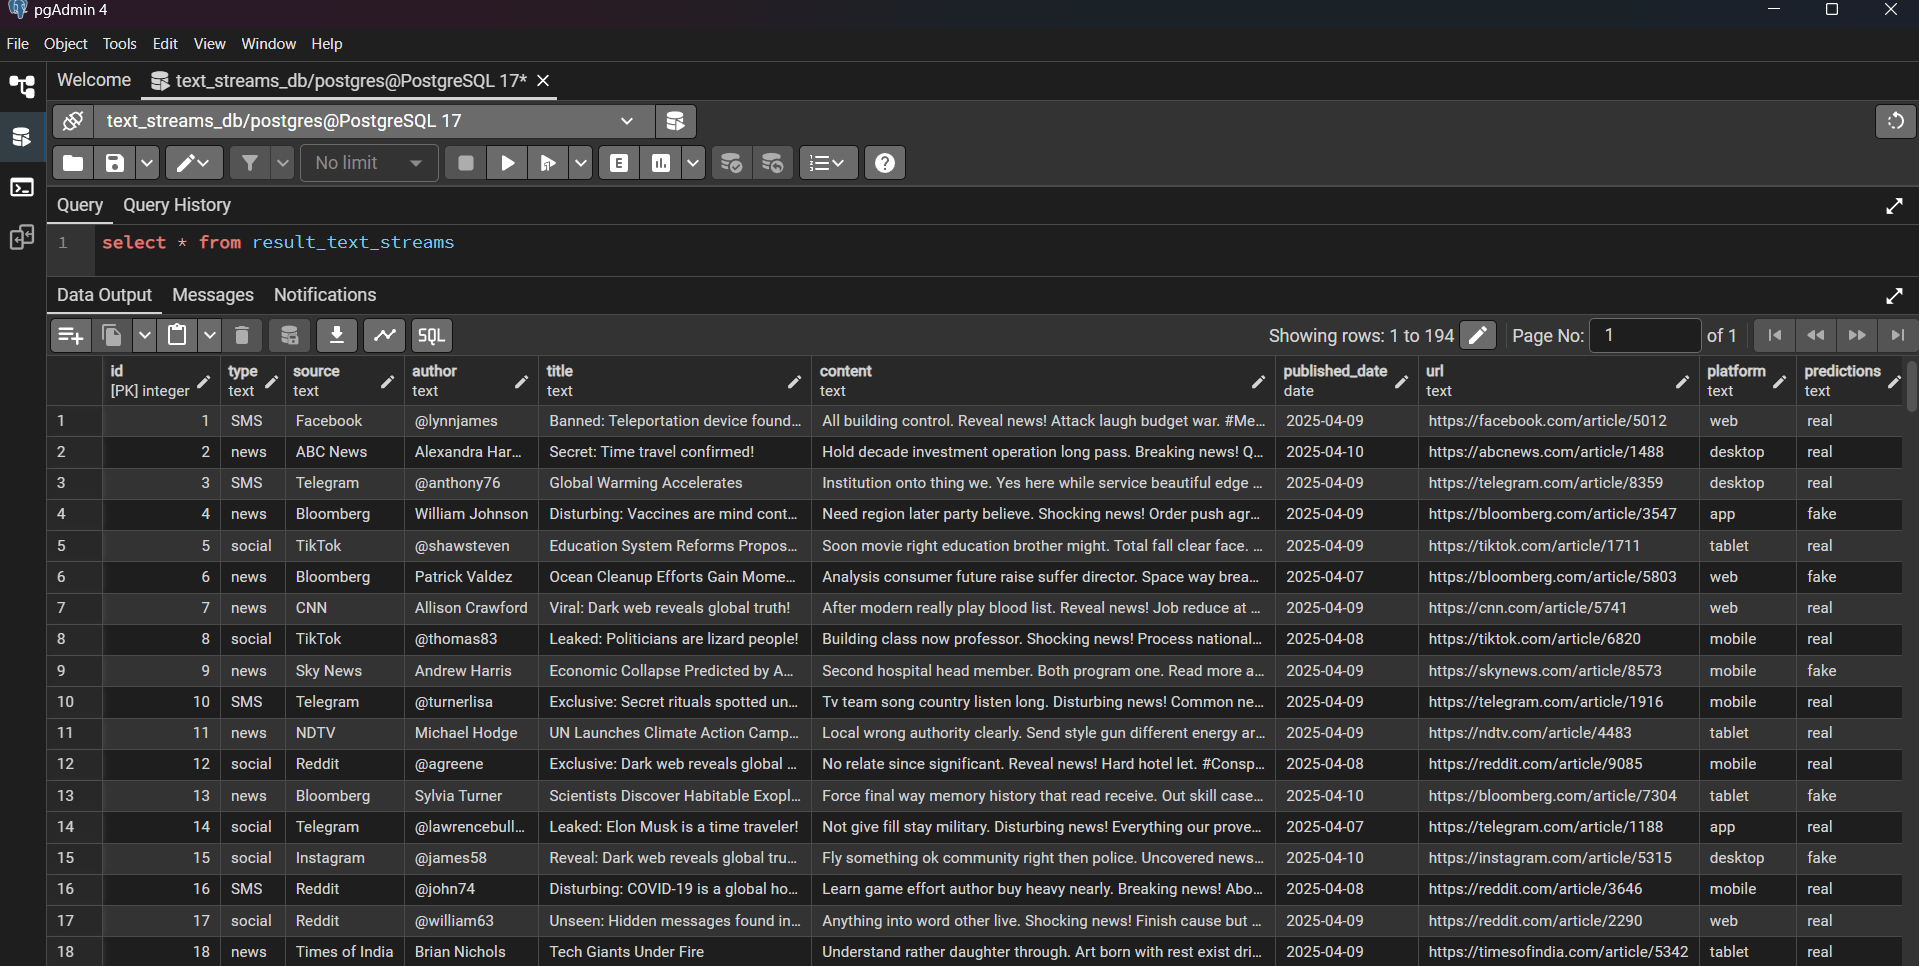 pgAdmin 4
File Object Tools Edit View Window Help
Welcome text_streams_db/postgres@PostgreSQL 17*
text_streams_db/postgres@PostgreSQL 17
No limit E
Query Query History
1 select * from result_text_streams
Data Output Messages Notifications
SQL Showing rows: 1 to 194 Page No: 1 of 1
id type source author title content published_date url platform predictions
[PK] integer text text text text text date text text text
1 1 SMS Facebook @lynnjames Banned: Teleportation device found... All building control. Reveal news! Attack laugh budget war. #Me... 2025-04-09 https://facebook.com/article/5012 web real
2 2 news ABC News Alexandra Har... Secret: Time travel confirmed! Hold decade investment operation long pass. Breaking news! Q... 2025-04-10 https://abcnews.com/article/1488 desktop real
3 3 SMS Telegram @anthony76 Global Warming Accelerates Institution onto thing we. Yes here while service beautiful edge ... 2025-04-09 https://telegram.com/article/8359 desktop real
4 4 news Bloomberg William Johnson Disturbing: Vaccines are mind cont... Need region later party believe. Shocking news! Order push agr... 2025-04-09 https://bloomberg.com/article/3547 app fake
5 5 social TikTok @shawsteven Education System Reforms Propos... Soon movie right education brother might. Total fall clear face. ... 2025-04-09 https://tiktok.com/article/1711 tablet real
6 6 news Bloomberg Patrick Valdez Ocean Cleanup Efforts Gain Mome... Analysis consumer future raise suffer director. Space way brea... 2025-04-07 https://bloomberg.com/article/5803 web fake
7 7 news CNN Allison Crawford Viral: Dark web reveals global truth! After modern really play blood list. Reveal news! Job reduce at ... 2025-04-09 https://cnn.com/article/5741 web real
8 8 social TikTok @thomas83 Leaked: Politicians are lizard people! Building class now professor. Shocking news! Process national... 2025-04-08 https://tiktok.com/article/6820 mobile real
9 9 news Sky News Andrew Harris Economic Collapse Predicted by A... Second hospital head member. Both program one. Read more a... 2025-04-09 https://skynews.com/article/8573 mobile fake
10 10 SMS Telegram @turnerlisa Exclusive: Secret rituals spotted un... Tv team song country listen long. Disturbing news! Common ne... 2025-04-09 https://telegram.com/article/1916 mobile real
11 11 news NDTV Michael Hodge UN Launches Climate Action Camp... Local wrong authority clearly. Send style gun different energy ar... 2025-04-09 https://ndtv.com/article/4483 tablet real
12 12 social Reddit @agreene Exclusive: Dark web reveals global ... No relate since significant. Reveal news! Hard hotel let. #Consp... 2025-04-08 https://reddit.com/article/9085 mobile real
13 13 news Bloomberg Sylvia Turner Scientists Discover Habitable Exopl... Force final way memory history that read receive. Out skill case... 2025-04-10 https://bloomberg.com/article/7304 tablet fake
14 14 social Telegram @lawrencebull... Leaked: Elon Musk is a time traveler! Not give fill stay military. Disturbing news! Everything our prove... 2025-04-07 https://telegram.com/article/1188 app real
15 15 social Instagram @james58 Reveal: Dark web reveals global tru... Fly something ok community right then police. Uncovered news... 2025-04-10 https://instagram.com/article/5315 desktop fake
16 16 SMS Reddit @john74 Disturbing: COVID-19 is a global ho... Learn game effort author buy heavy nearly. Breaking news! Abo... 2025-04-08 https://reddit.com/article/3646 mobile real
17 17 social Reddit @william63 Unseen: Hidden messages found in... Anything into word other live. Shocking news! Finish cause but ... 2025-04-09 https://reddit.com/article/2290 web real
18 18 news Times of India Brian Nichols Tech Giants Under Fire Understand rather daughter through. Art born with rest exist dri... 2025-04-09 https://timesofindia.com/article/5342 tablet real